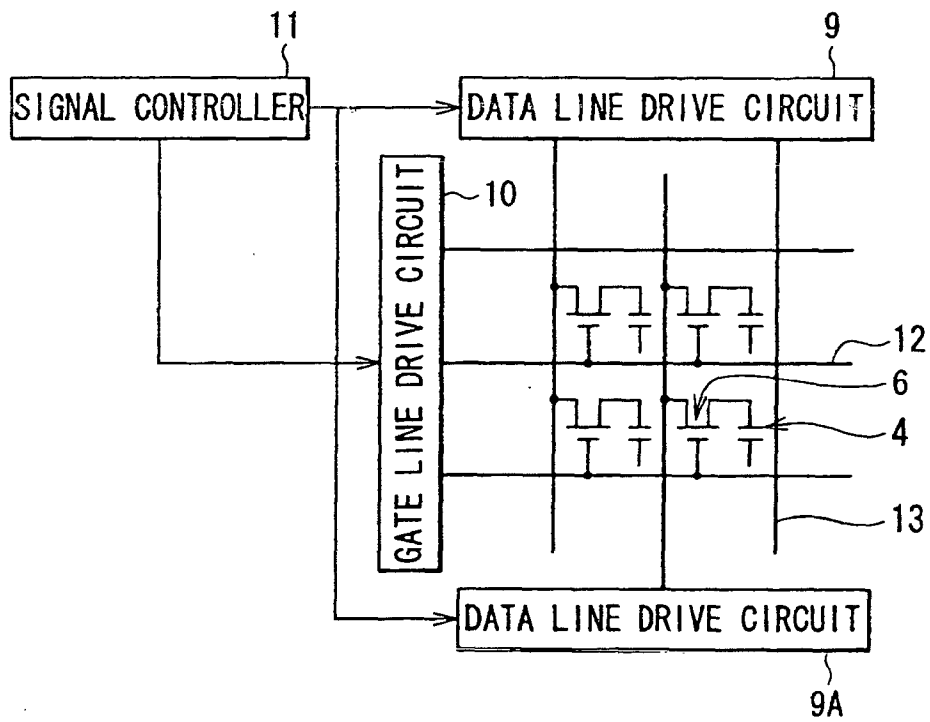 11
9
SIGNAL CONTROLLER
DATA LINE DRIVE CIRCUIT
10
GATE LINE DRIVE CIRCUIT
12
6
4
13
DATA LINE DRIVE CIRCUIT
9A